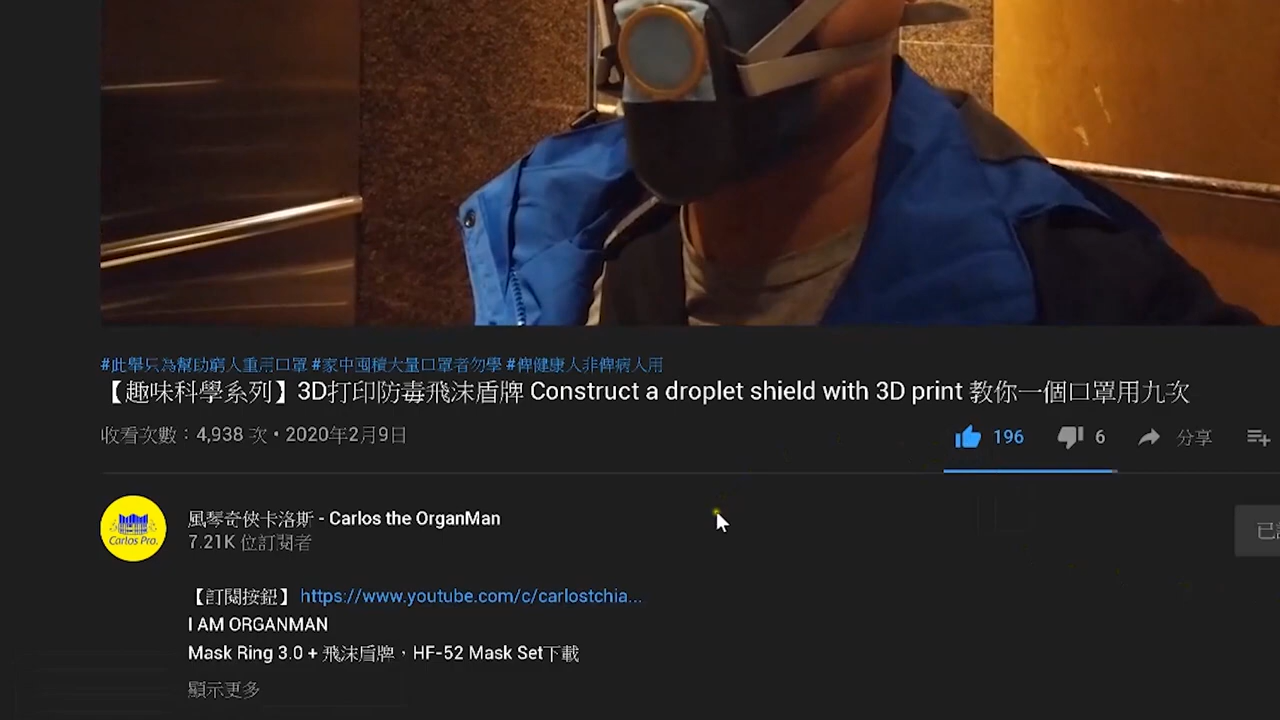 #此舉只為幫助窮人重用口罩 #家中囤積大量口罩者勿學 #俾健康人非俾病人用
【趣味科學系列】3D打印防毒飛沫盾牌 Construct a droplet shield with 3D print 教你一個口罩用九次
收看次數：4,938 次 • 2020年2月9日
196
6
分享
風琴奇俠卡洛斯 - Carlos the OrganMan
7.21K 位訂閱者
Carlos Pro.
已
【訂閱按鈕】 https://www.youtube.com/c/carlostchia...
I AM ORGANMAN
Mask Ring 3.0 + 飛沫盾牌，HF-52 Mask Set下載
顯示更多